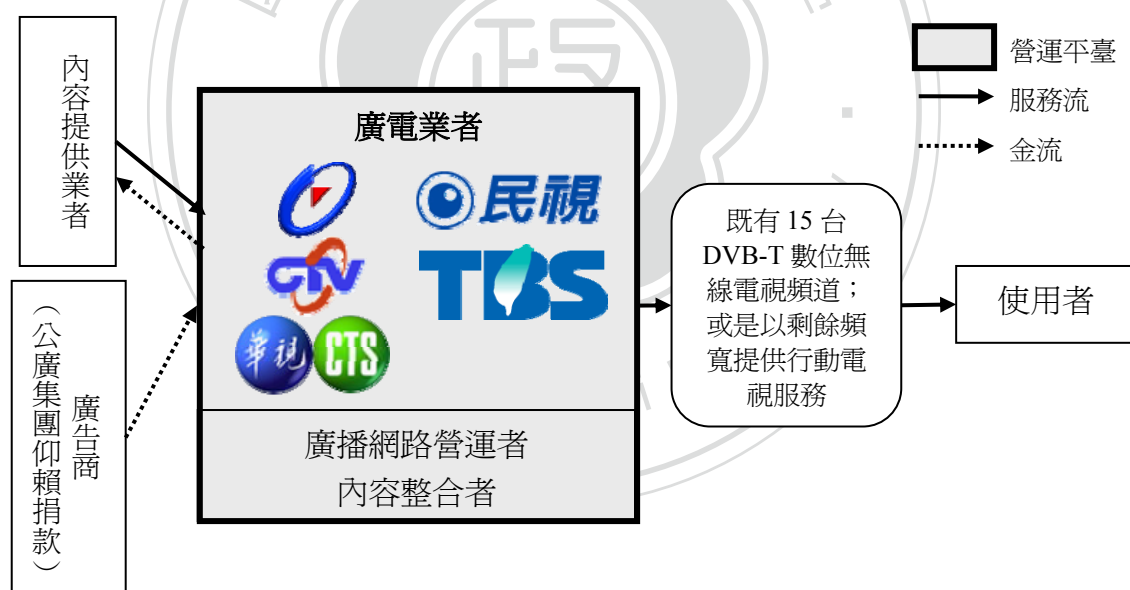 內容提供業者
廣告商
（公廣集團仰賴捐款）
廣電業者
民視
CTV
TBS
華視 CTS
廣播網路營運者
內容整合者
既有 15 台
DVB-T 數位無
線電視頻道；
或是以剩餘頻
寬提供行動電
視服務
使用者
營運平臺
服務流
金流
政